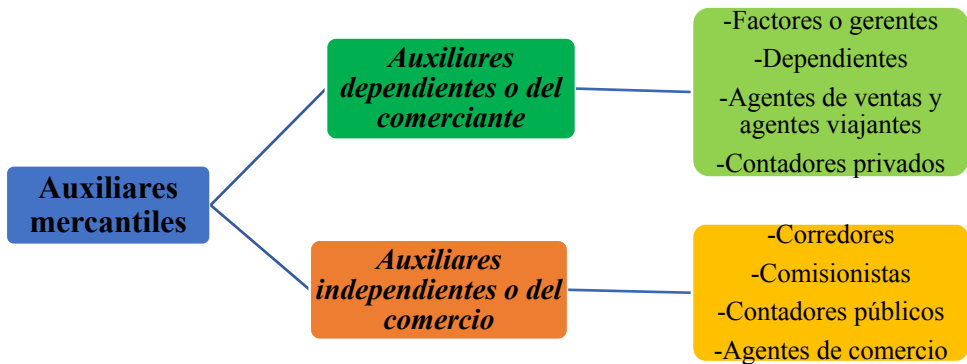 Auxiliares
mercantiles
Auxiliares
dependientes o del
comerciante
-Factores o gerentes
-Dependientes
-Agentes de ventas y
agentes viajantes
-Contadores privados
Auxiliares
independientes o del
comercio
-Corredores
-Comisionistas
-Contadores públicos
-Agentes de comercio